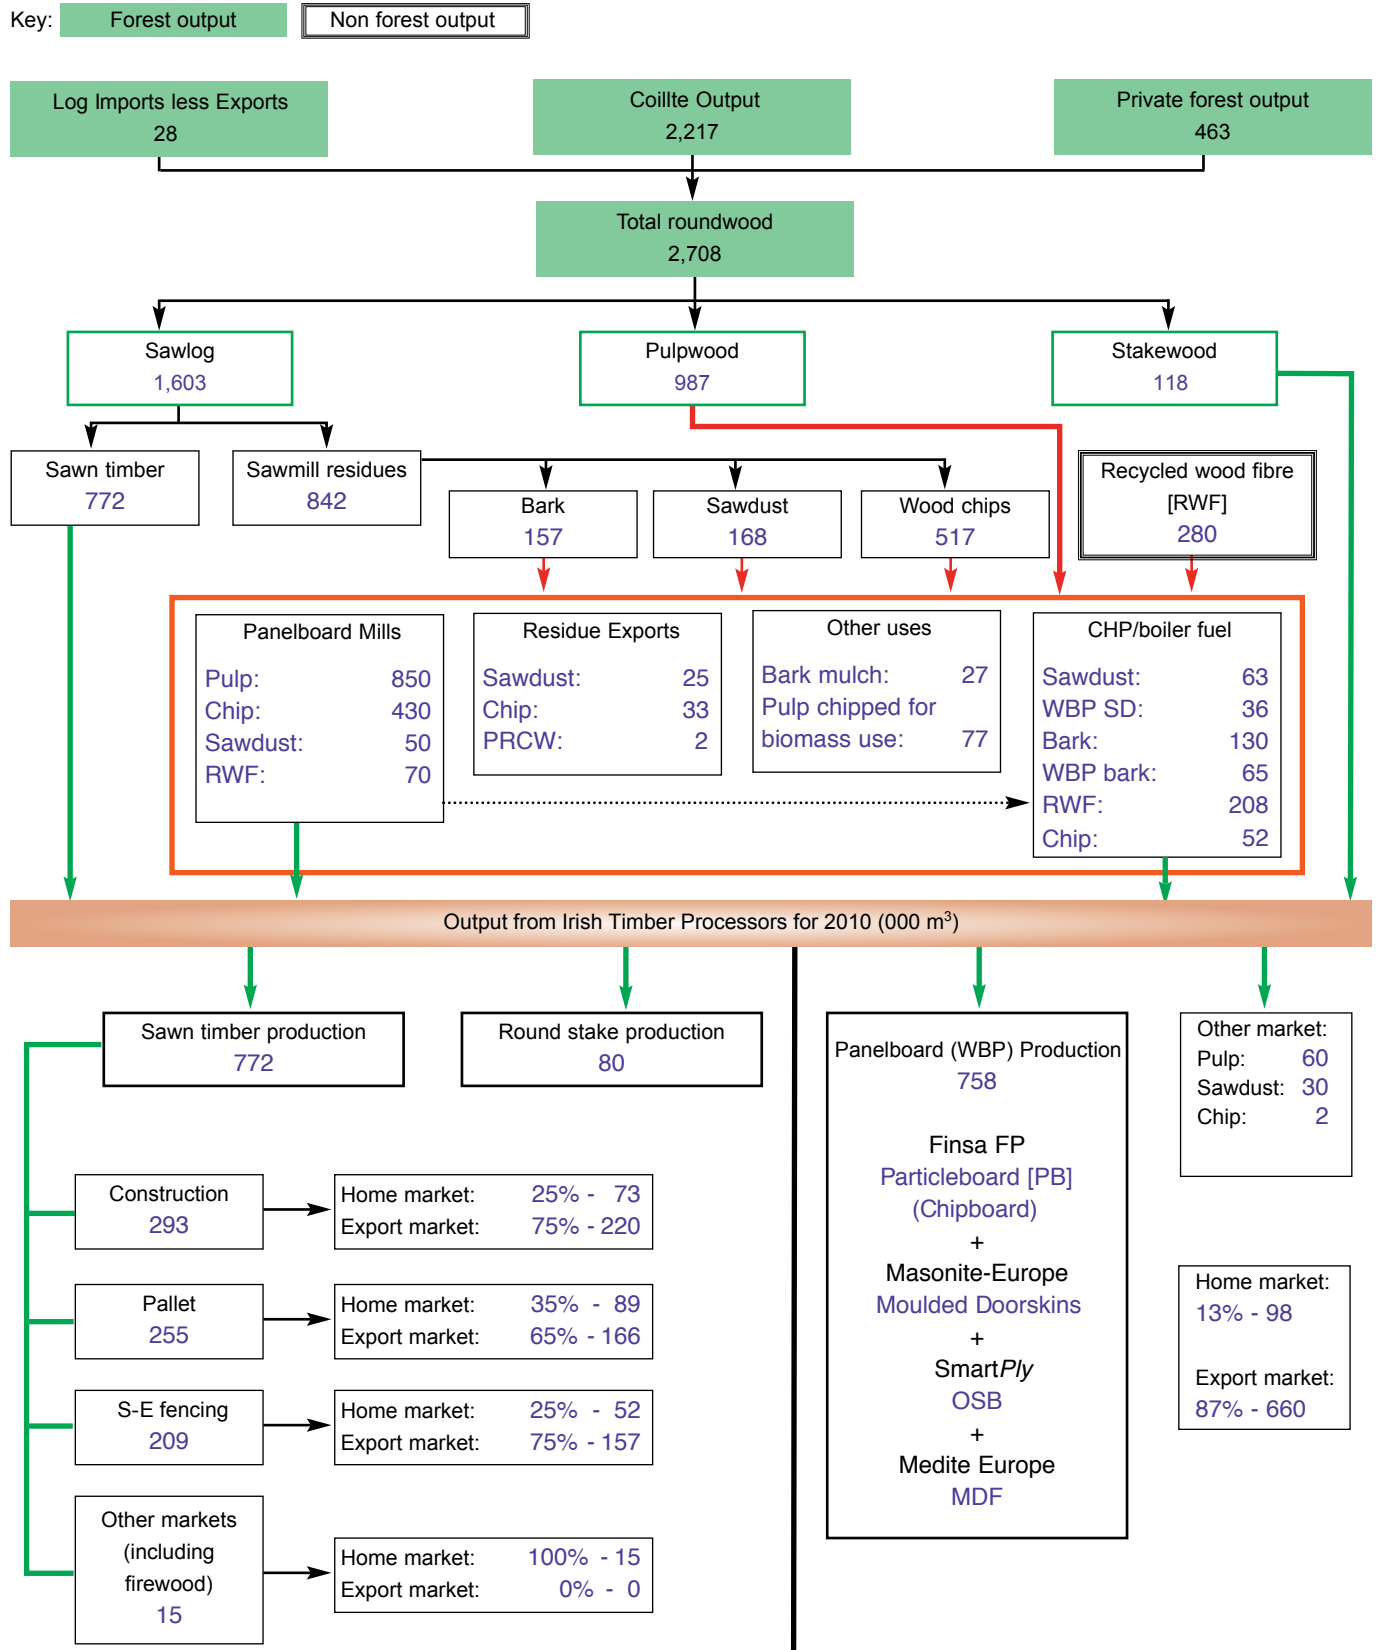 Key:
Forest output
Non forest output
Log Imports less Exports
28
Coillte Output
2,217
Private forest output
463
Total roundwood
2,708
Sawlog
1,603
Pulpwood
987
Stakewood
118
Sawn timber
772
Sawmill residues
842
Bark
157
Sawdust
168
Wood chips
517
Recycled wood fibre
[RWF]
280
Panelboard Mills
Pulp: 850
Chip: 430
Sawdust: 50
RWF: 70
Residue Exports
Sawdust: 25
Chip: 33
PRCW: 2
Other uses
Bark mulch: 27
Pulp chipped for
biomass use: 77
CHP/boiler fuel
Sawdust: 63
WBP SD: 36
Bark: 130
WBP bark: 65
RWF: 208
Chip: 52
Output from Irish Timber Processors for 2010 (000 m³)
Sawn timber production
772
Round stake production
80
Panelboard (WBP) Production
758
Finsa FP
Particleboard [PB]
(Chipboard)
+
Masonite-Europe
Moulded Doorskins
+
SmartPly
OSB
+
Medite Europe
MDF
Other market:
Pulp: 60
Sawdust: 30
Chip: 2
Home market:
13% - 98
Export market:
87% - 660
Construction
293
Home market: 25% - 73
Export market: 75% - 220
Pallet
255
Home market: 35% - 89
Export market: 65% - 166
S-E fencing
209
Home market: 25% - 52
Export market: 75% - 157
Other markets
(including
firewood)
15
Home market: 100% - 15
Export market: 0% - 0